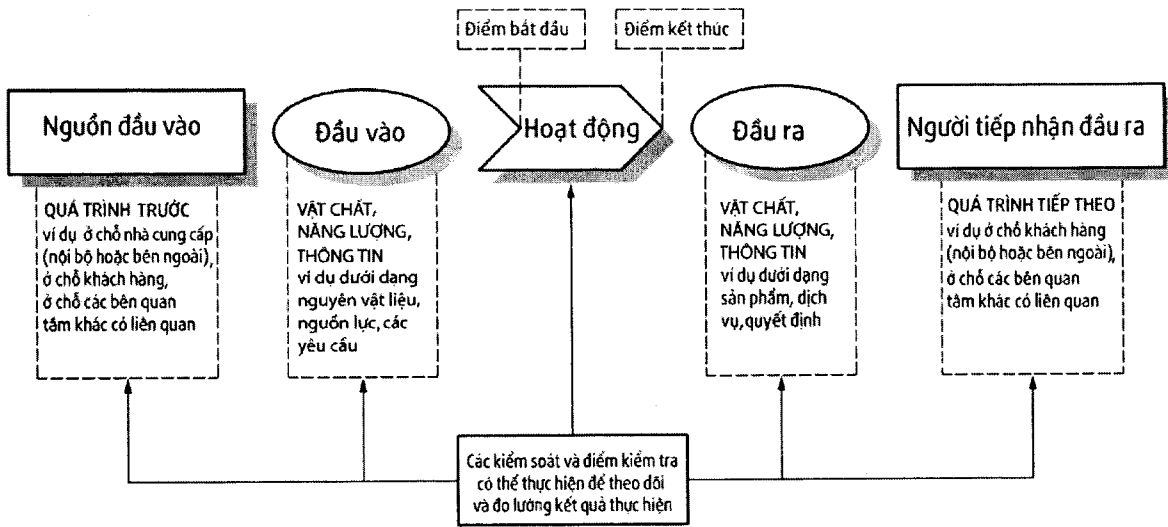 Điểm bắt đầu
Điểm kết thúc
Nguồn đầu vào
Đầu vào
Hoạt động
Đầu ra
Người tiếp nhận đầu ra
QUÁ TRÌNH TRƯỚC
ví dụ ở chỗ nhà cung cấp
(nội bộ hoặc bên ngoài),
ở chỗ khách hàng,
ở chỗ các bên quan
tâm khác có liên quan
VẬT CHẤT,
NĂNG LƯỢNG,
THÔNG TIN
ví dụ dưới dạng
nguyên vật liệu,
nguồn lực, các
yêu cầu
VẬT CHẤT,
NĂNG LƯỢNG,
THÔNG TIN
ví dụ dưới dạng
sản phẩm, dịch
vụ, quyết định
QUÁ TRÌNH TIẾP THEO
ví dụ ở chỗ khách hàng
(nội bộ hoặc bên ngoài),
ở chỗ các bên quan
tâm khác có liên quan
Các kiểm soát và điểm kiểm tra
có thể thực hiện để theo dõi
và đo lường kết quả thực hiện